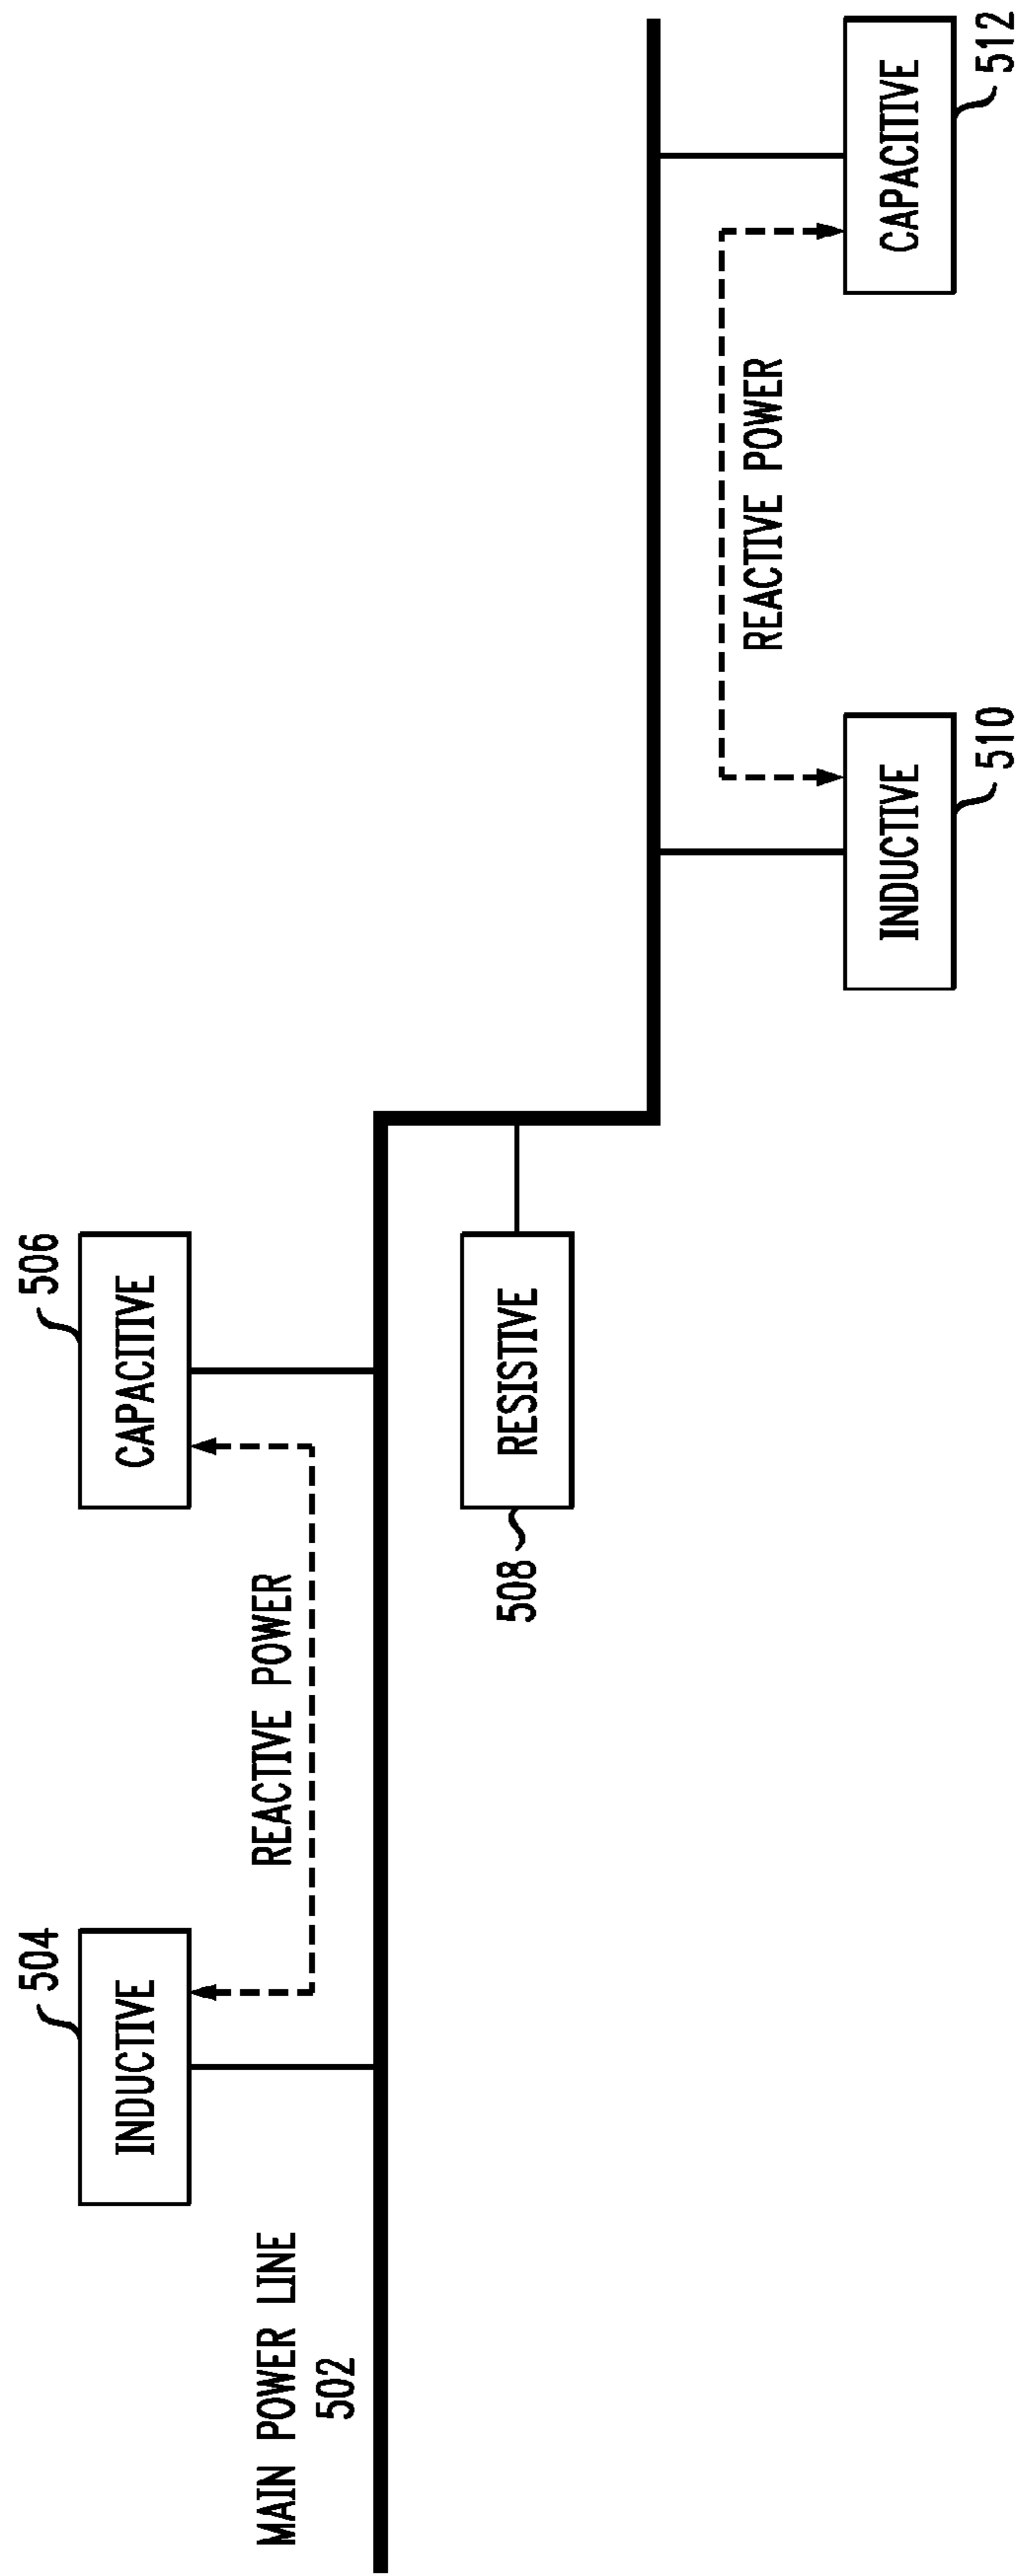 504
INDUCTIVE
506
CAPACITIVE
REACTIVE POWER
MAIN POWER LINE
502
RESISTIVE
508
REACTIVE POWER
INDUCTIVE
510
CAPACITIVE
512